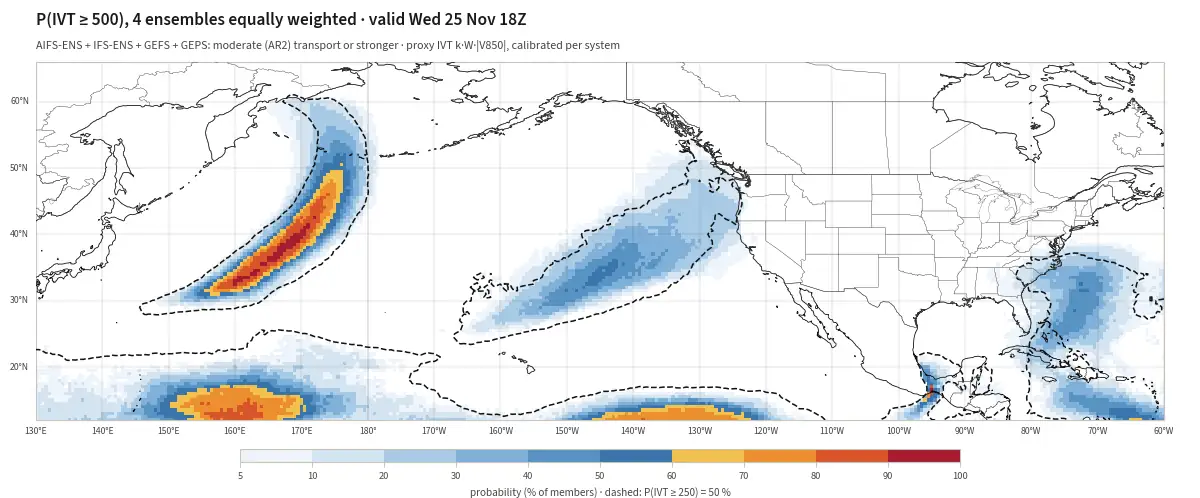 P(IVT ≥ 500), 4 ensembles equally weighted · valid Wed 25 Nov 18Z
AIFS-ENS + IFS-ENS + GEFS + GEPS: moderate (AR2) transport or stronger · proxy IVT k·W·|V850|, calibrated per system
60°N
50°N
40°N
30°N
20°N
130°E 140°E 150°E 160°E 170°E 180° 170°W 160°W 150°W 140°W 130°W 120°W 110°W 100°W 90°W 80°W 70°W 60°W
5 10 20 30 40 50 60 70 80 90 100
probability (% of members) · dashed: P(IVT ≥ 250) = 50 %